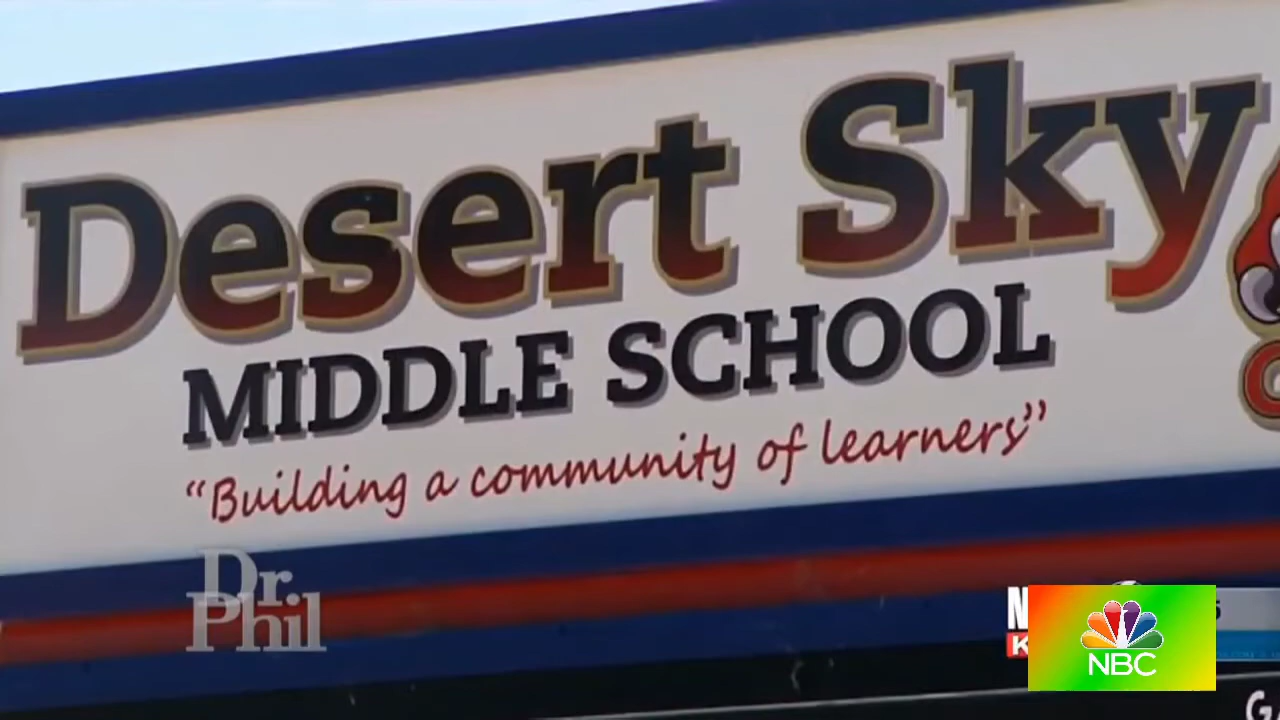 Desert Sky
MIDDLE SCHOOL
“Building a community of learners”
Dr.
Phil
NBC